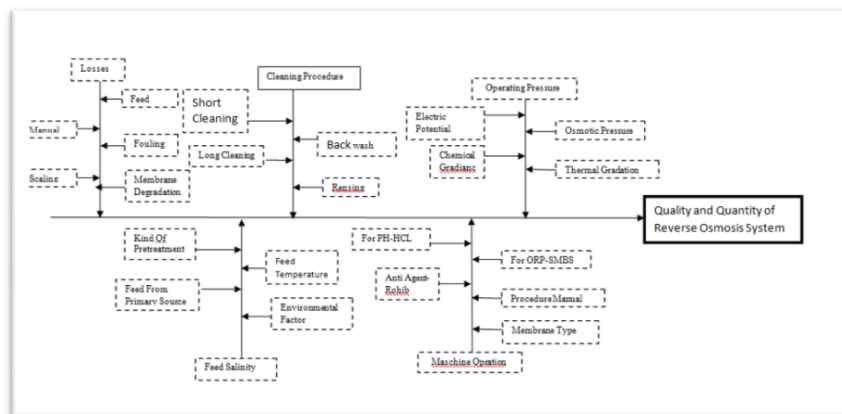 Losses
Cleaning Procedure
Operating Pressure
Feed
Short
Cleaning
Electric
Potential
Manual
Osmotic Pressure
Fouling
Back wash
Long Cleaning
Chemical
Gradianc
Scaling
Membrane
Degradation
Rensing
Thermal Gradation
Quality and Quantity of
Reverse Osmosis System
Kind Of
Pretreatment
For PH-HCL
For ORP-SMBS
Feed
Temperature
Anti Agent-
Rohib
Feed From
Primary Source
Procedure Manual
Environmental
Factor
Membrane Type
Feed Salinity
Maschine Opration